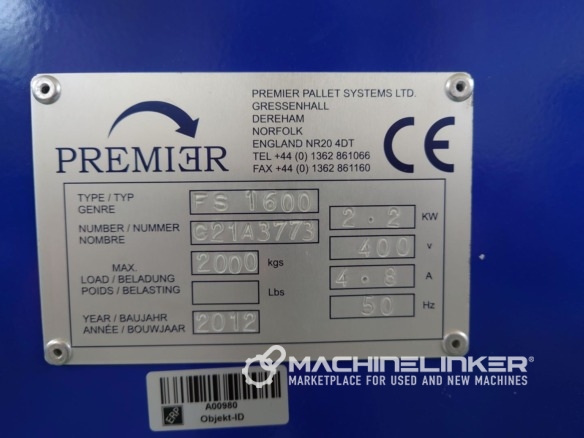 PREMIER
PREMIER PALLET SYSTEMS LTD.
GRESSENHALL
DEREHAM
NORFOLK
ENGLAND NR20 4DT
TEL +44 (0) 1362 861066
FAX +44 (0) 1362 861160
CE
TYPE / TYP
GENRE
FS 1600
NUMBER / NUMMER
NOMBRE
C21A3773
MAX.
LOAD / BELADUNG
POIDS / BELASTING
2000 kgs
Lbs
YEAR / BAUJAHR
ANNÉE / BOUWJAAR
2012
2.2 KW
400 v
4.8 A
50 Hz
MACHINELINKER®
MARKETPLACE FOR USED AND NEW MACHINES
ERP
A00980
Objekt-ID